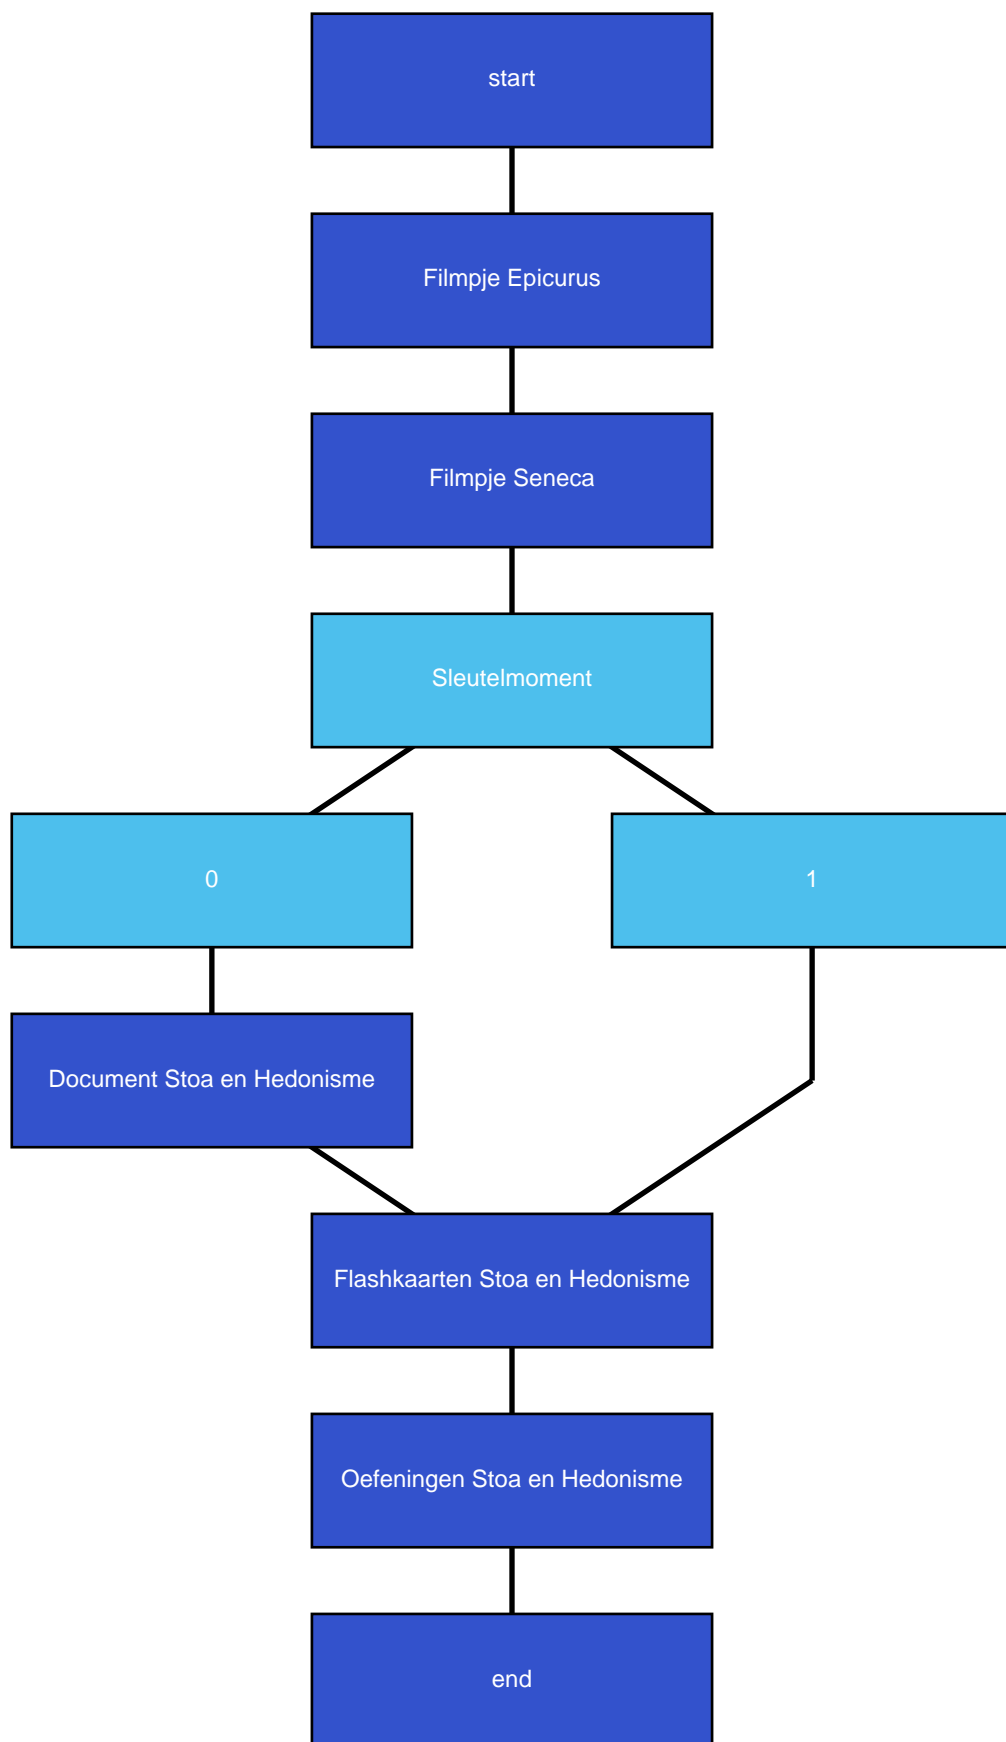 start
Filmpje Epicurus
Filmpje Seneca
Sleutelmoment
0
1
Document Stoa en Hedonisme
Flashkaarten Stoa en Hedonisme
Oefeningen Stoa en Hedonisme
end